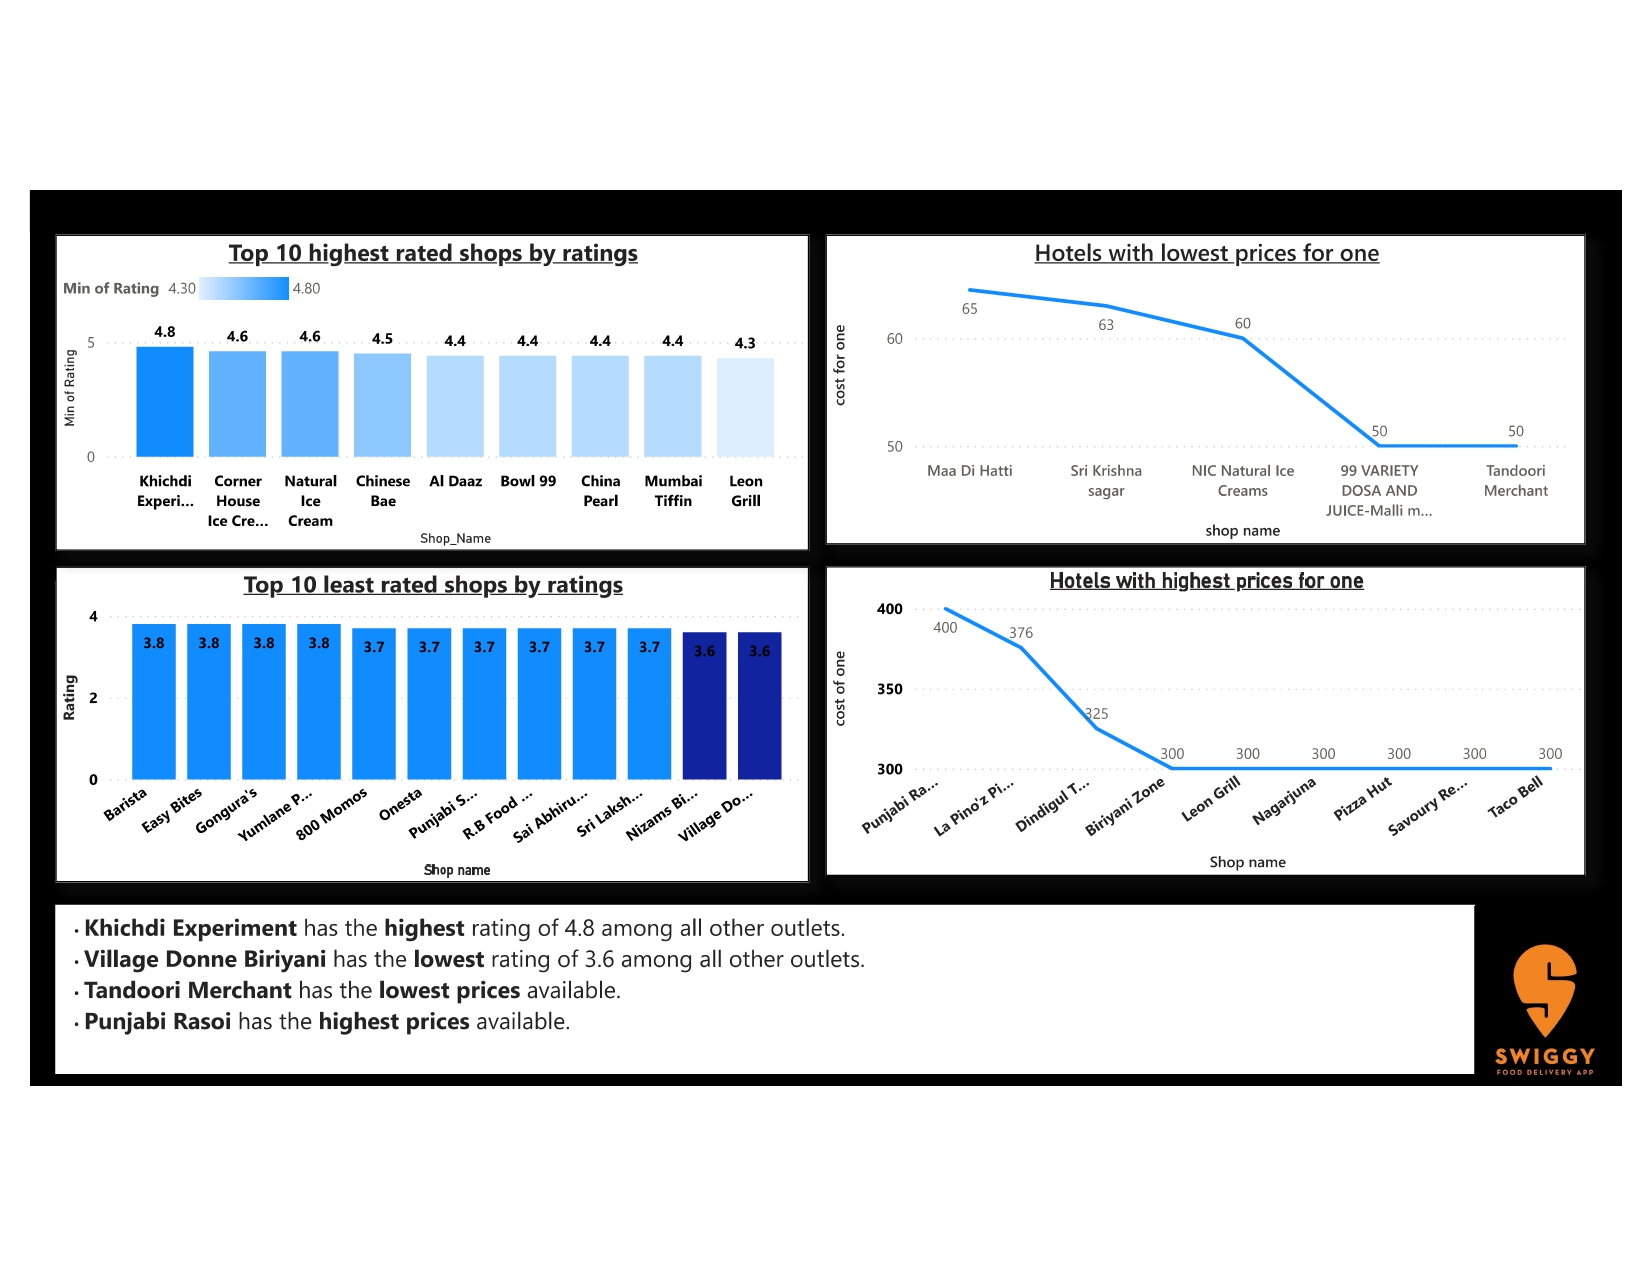 Top 10 highest rated shops by ratings
Min of Rating 4.30 4.80
Min of Rating
5
0
4.8 4.6 4.6 4.5 4.4 4.4 4.4 4.4 4.3
Khichdi Corner Natural Chinese Al Daaz Bowl 99 China Mumbai Leon
Experi... House Ice Bae Pearl Tiffin Grill
Ice Cre... Cream
Shop_Name
Hotels with lowest prices for one
cost for one
60
50
65 63 60 50 50
Maa Di Hatti Sri Krishna NIC Natural Ice 99 VARIETY Tandoori
sagar Creams DOSA AND Merchant
JUICE-Malli m...
shop name
Top 10 least rated shops by ratings
Rating
4
2
0
3.8 3.8 3.8 3.8 3.7 3.7 3.7 3.7 3.7 3.7 3.6 3.6
Barista Easy Bites Gongura's Yumlane P... 800 Momos Onesta Punjabi S... R.B Food ... Sai Abhiru... Sri Laksh... Nizams Bi... Village Do...
Shop name
Hotels with highest prices for one
cost of one
400
350
300
400 376 325 300 300 300 300 300 300
Punjabi Ra... La Pino'z Pi... Dindigul T... Biriyani Zone Leon Grill Nagarjuna Pizza Hut Savoury Re... Taco Bell
Shop name
• Khichdi Experiment has the highest rating of 4.8 among all other outlets.
• Village Donne Biriyani has the lowest rating of 3.6 among all other outlets.
• Tandoori Merchant has the lowest prices available.
• Punjabi Rasoi has the highest prices available.
SWIGGY
FOOD DELIVERY APP